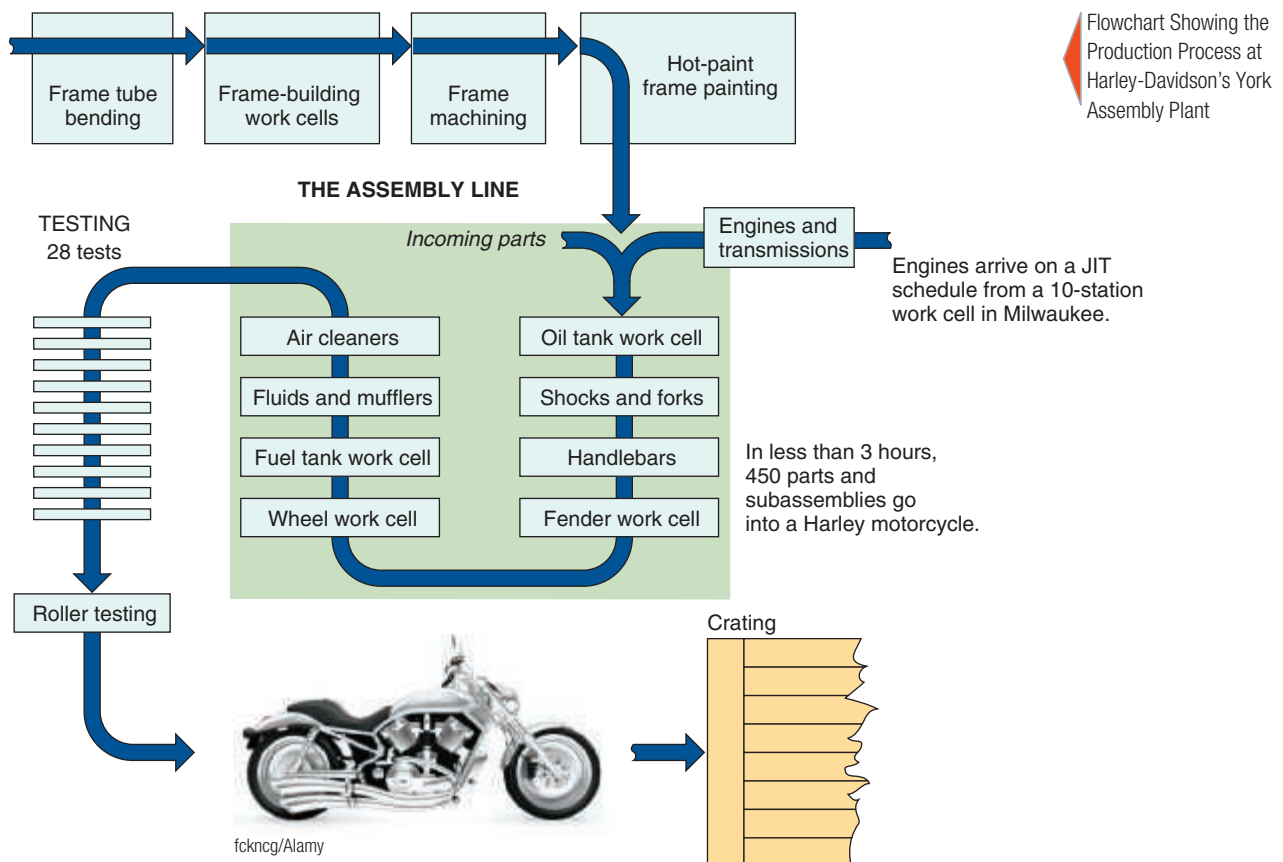 Flowchart Showing the
Production Process at
Harley-Davidson's York
Assembly Plant
Frame tube
bending
Frame-building
work cells
Frame
machining
Hot-paint
frame painting
THE ASSEMBLY LINE
TESTING
28 tests
Incoming parts
Engines and
transmissions
Engines arrive on a JIT
schedule from a 10-station
work cell in Milwaukee.
Oil tank work cell
Shocks and forks
Handlebars
Fender work cell
In less than 3 hours,
450 parts and
subassemblies go
into a Harley motorcycle.
Air cleaners
Fluids and mufflers
Fuel tank work cell
Wheel work cell
Roller testing
Crating
fckncg/Alamy